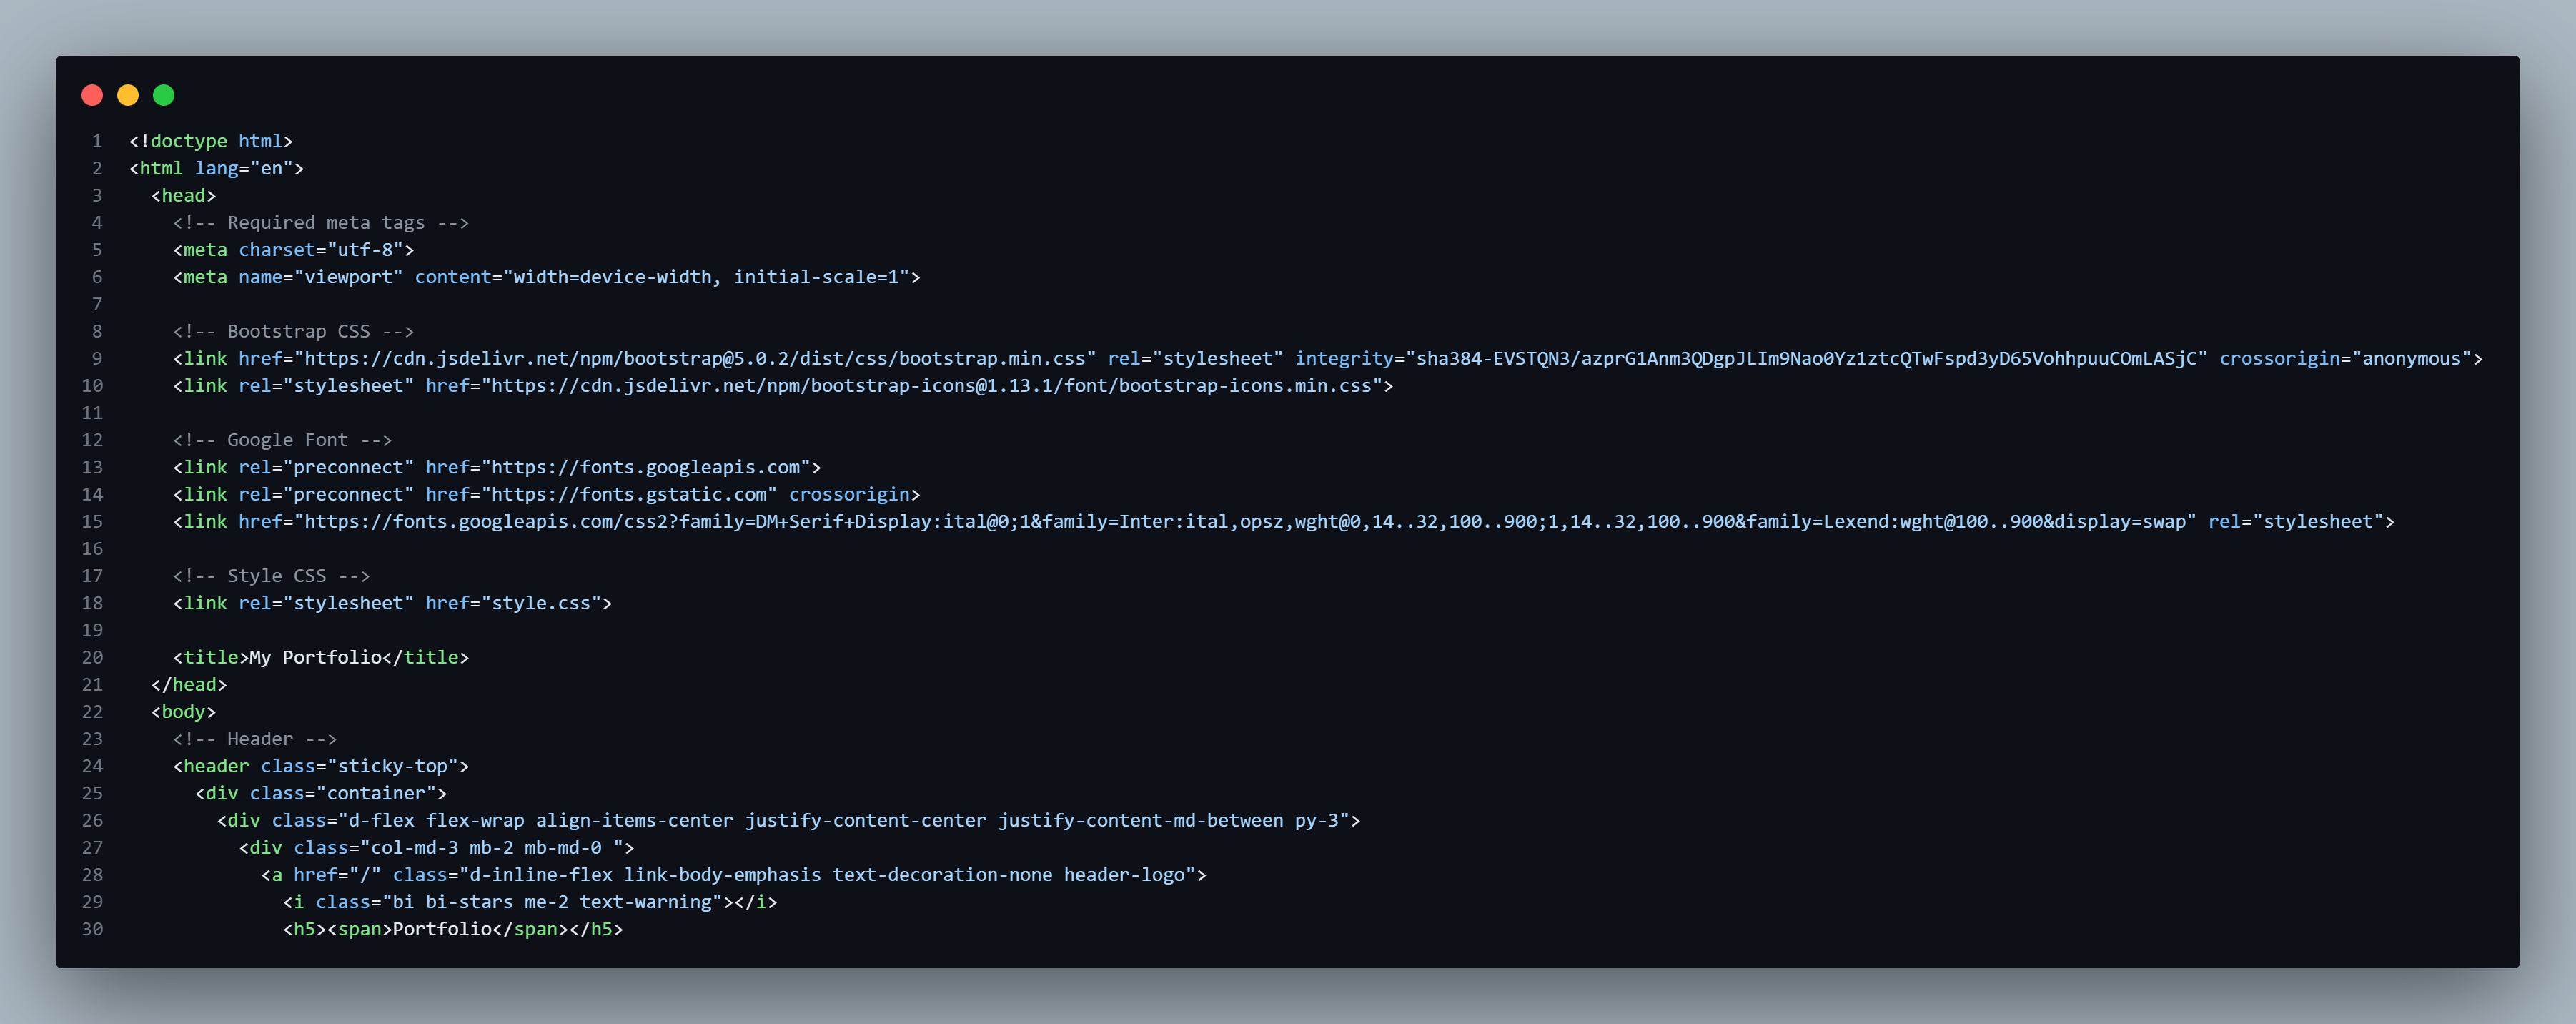 1 <!doctype html>
2 <html lang="en">
3 <head>
4 <!-- Required meta tags -->
5 <meta charset="utf-8">
6 <meta name="viewport" content="width=device-width, initial-scale=1">
7
8 <!-- Bootstrap CSS -->
9 <link href="https://cdn.jsdelivr.net/npm/bootstrap@5.0.2/dist/css/bootstrap.min.css" rel="stylesheet" integrity="sha384-EVSTQN3/azprG1Anm3QDgpJLIm9Nao0Yz1ztcQTwFspd3yD65VohhpuuCOmLASjC" crossorigin="anonymous">
10 <link rel="stylesheet" href="https://cdn.jsdelivr.net/npm/bootstrap-icons@1.13.1/font/bootstrap-icons.min.css">
11
12 <!-- Google Font -->
13 <link rel="preconnect" href="https://fonts.googleapis.com">
14 <link rel="preconnect" href="https://fonts.gstatic.com" crossorigin>
15 <link href="https://fonts.googleapis.com/css2?family=DM+Serif+Display:ital@0;1&family=Inter:ital,opsz,wght@0,14..32,100..900;1,14..32,100..900&family=Lexend:wght@100..900&display=swap" rel="stylesheet">
16
17 <!-- Style CSS -->
18 <link rel="stylesheet" href="style.css">
19
20 <title>My Portfolio</title>
21 </head>
22 <body>
23 <!-- Header -->
24 <header class="sticky-top">
25 <div class="container">
26 <div class="d-flex flex-wrap align-items-center justify-content-center justify-content-md-between py-3">
27 <div class="col-md-3 mb-2 mb-md-0 ">
28 <a href="/" class="d-inline-flex link-body-emphasis text-decoration-none header-logo">
29 <i class="bi bi-stars me-2 text-warning"></i>
30 <h5><span>Portfolio</span></h5>